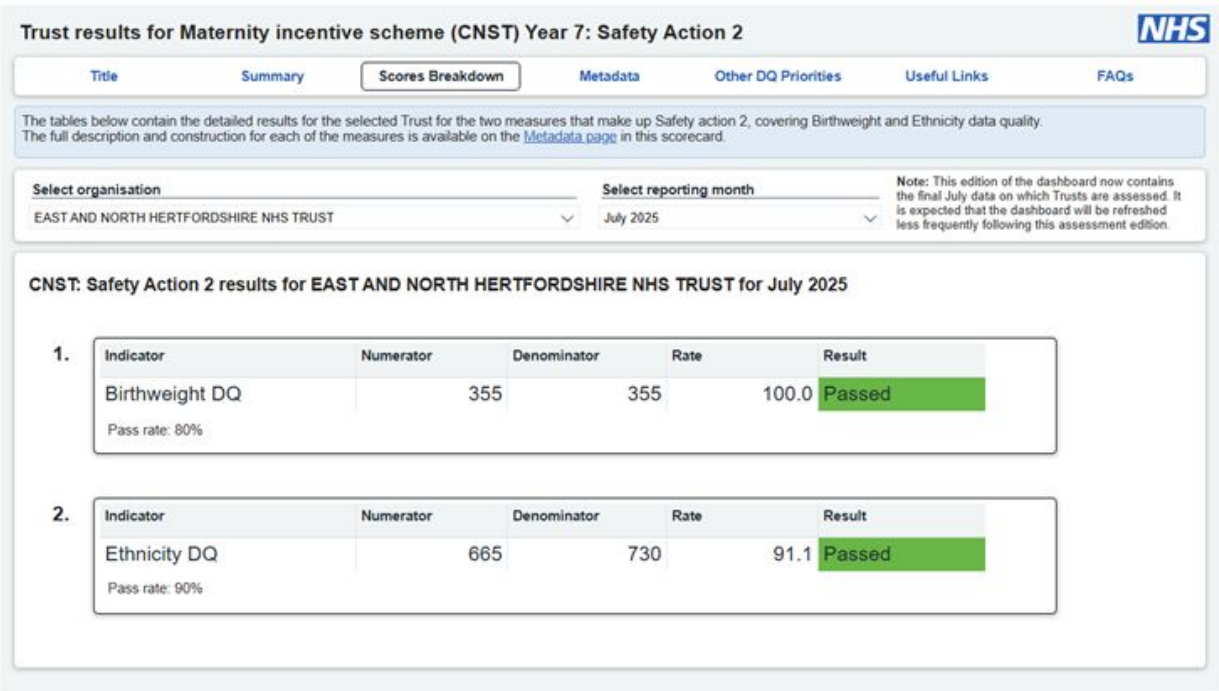 Trust results for Maternity incentive scheme (CNST) Year 7: Safety Action 2
NHS
Title Summary Scores Breakdown Metadata Other DQ Priorities Useful Links FAQs
The tables below contain the detailed results for the selected Trust for the two measures that make up Safety action 2, covering Birthweight and Ethnicity data quality.
The full description and construction for each of the measures is available on the Metadata page in this scorecard.
Select organisation
EAST AND NORTH HERTFORDSHIRE NHS TRUST
Select reporting month
July 2025
Note: This edition of the dashboard now contains
the final July data on which Trusts are assessed. It
is expected that the dashboard will be refreshed
less frequently following this assessment edition.
CNST: Safety Action 2 results for EAST AND NORTH HERTFORDSHIRE NHS TRUST for July 2025
1.
Indicator Numerator Denominator Rate Result
Birthweight DQ 355 355 100.0 Passed
Pass rate: 80%
2.
Indicator Numerator Denominator Rate Result
Ethnicity DQ 665 730 91.1 Passed
Pass rate: 90%